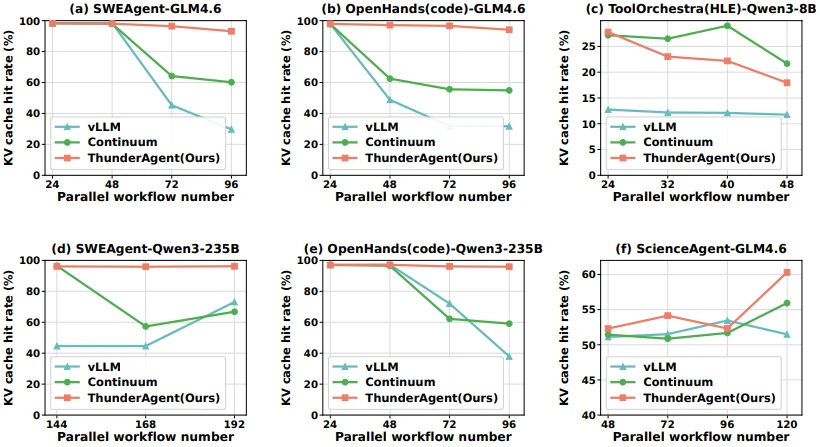 (a) SWEAgent-GLM4.6
KV cache hit rate (%)
100
80
60
40
20
0
vLLM
Continuum
ThunderAgent(Ours)
24 48 72 96
Parallel workflow number
(b) OpenHands(code)-GLM4.6
KV cache hit rate (%)
100
80
60
40
20
0
vLLM
Continuum
ThunderAgent(Ours)
24 48 72 96
Parallel workflow number
(c) ToolOrchestra(HLE)-Qwen3-8B
KV cache hit rate (%)
25
20
15
10
5
0
vLLM
Continuum
ThunderAgent(Ours)
24 32 40 48
Parallel workflow number
(d) SWEAgent-Qwen3-235B
KV cache hit rate (%)
100
80
60
40
20
0
vLLM
Continuum
ThunderAgent(Ours)
144 168 192
Parallel workflow number
(e) OpenHands(code)-Qwen3-235B
KV cache hit rate (%)
100
80
60
40
20
0
vLLM
Continuum
ThunderAgent(Ours)
24 48 72 96
Parallel workflow number
(f) ScienceAgent-GLM4.6
KV cache hit rate (%)
60
55
50
45
40
vLLM
Continuum
ThunderAgent(Ours)
48 72 96 120
Parallel workflow number